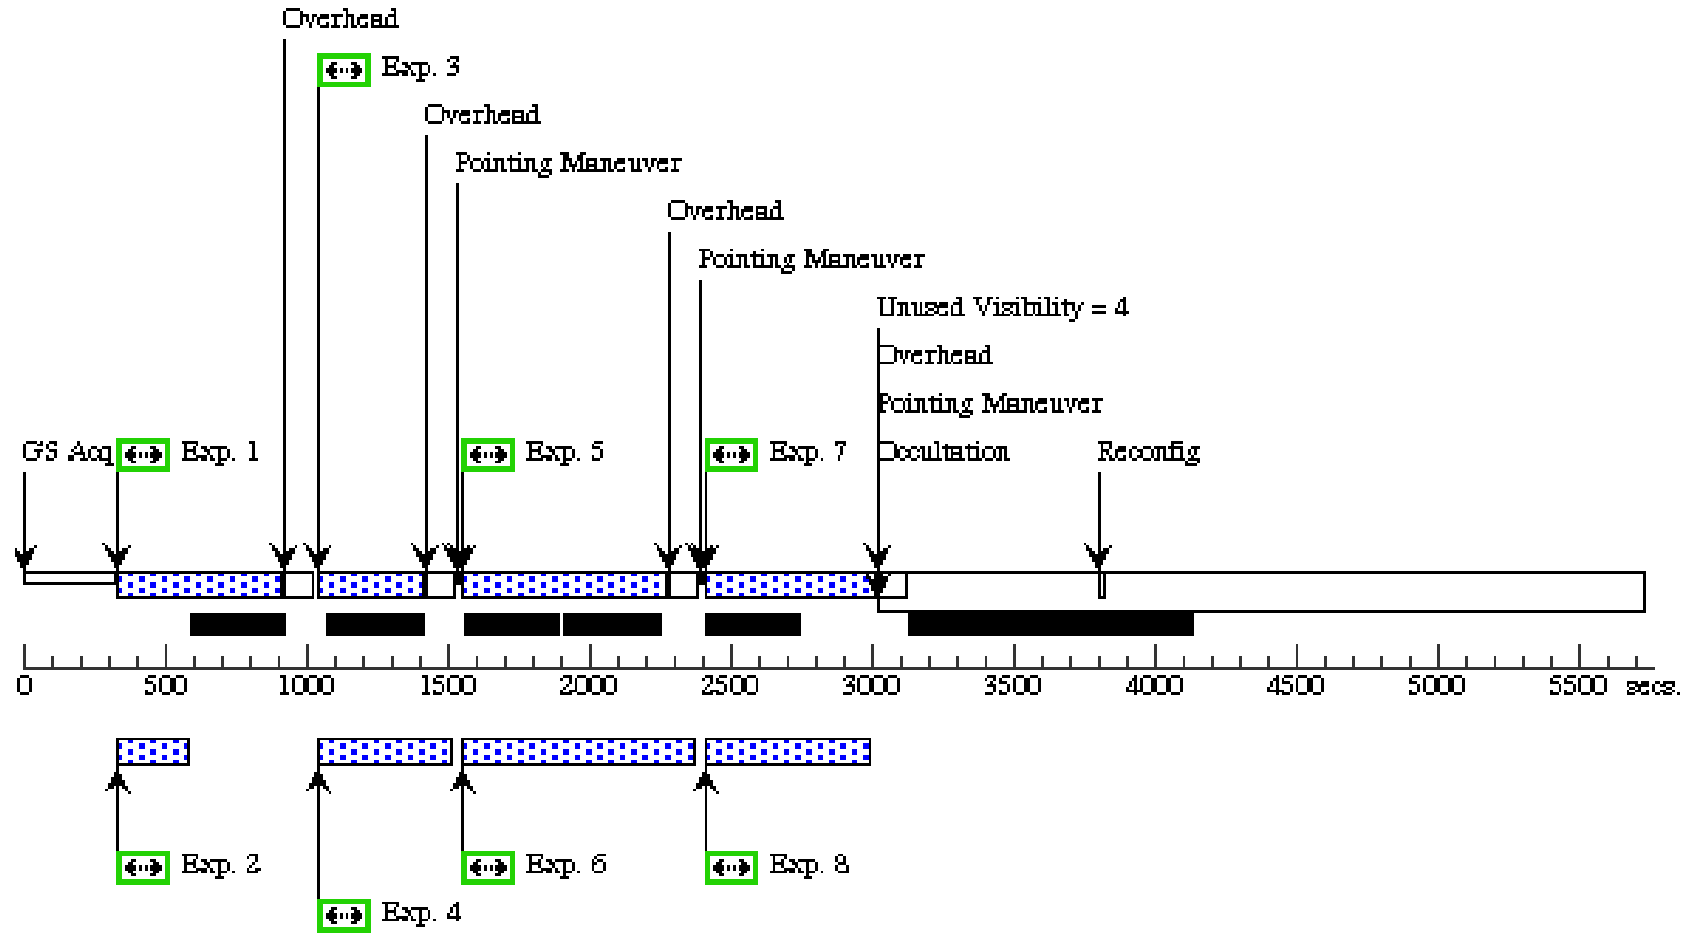 Overhead
Exp. 3
Overhead
Pointing Maneuver
Overhead
Pointing Maneuver
Unused Visibility = 4
Overhead
Pointing Maneuver
GS Acq Exp. 1 Exp. 5 Exp. 7 Occultation Reconfig
0 500 1000 1500 2000 2500 3000 3500 4000 4500 5000 5500 secs.
Exp. 2 Exp. 6 Exp. 8
Exp. 4